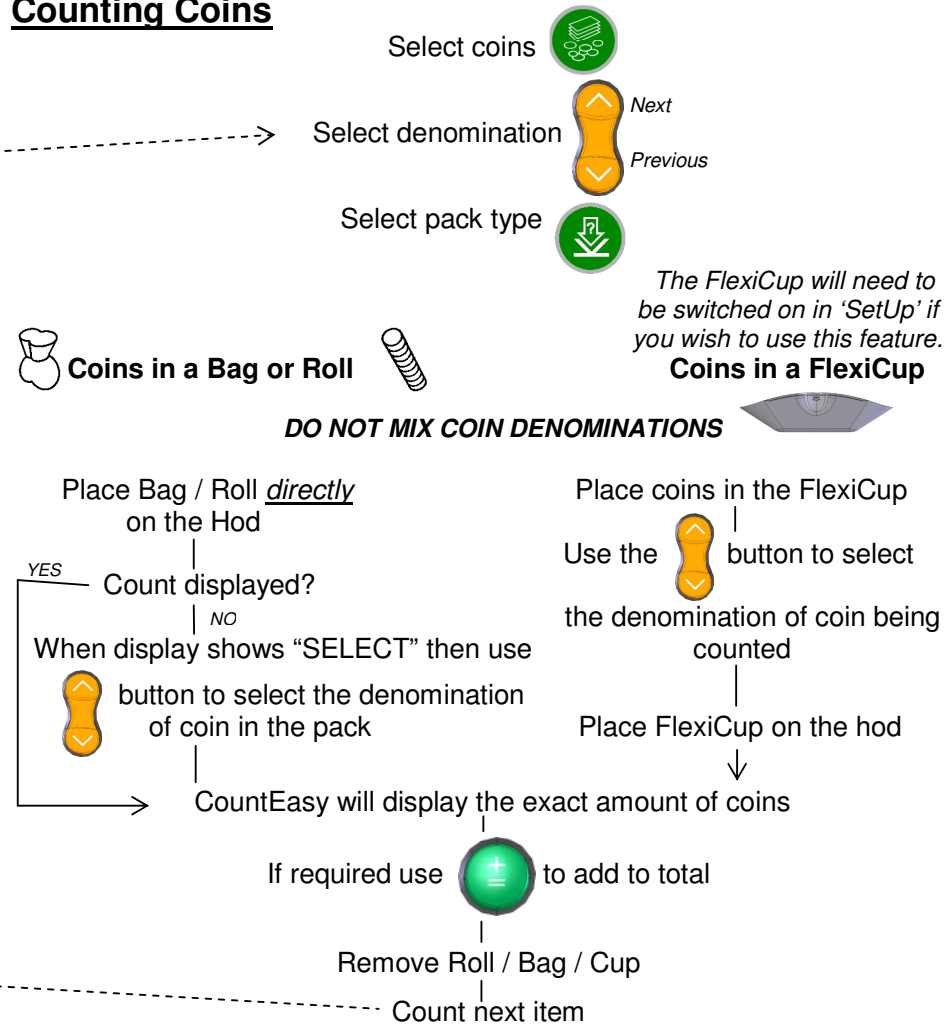 Counting Coins
Select coins
Select denomination
Next
Previous
Select pack type
?
The FlexiCup will need to
be switched on in ‘SetUp’ if
you wish to use this feature.
Coins in a Bag or Roll
Coins in a FlexiCup
DO NOT MIX COIN DENOMINATIONS
Place Bag / Roll directly
on the Hod
YES
Count displayed?
NO
When display shows “SELECT” then use
button to select the denomination
of coin in the pack
Place coins in the FlexiCup
Use the button to select
the denomination of coin being
counted
Place FlexiCup on the hod
CountEasy will display the exact amount of coins
If required use + = to add to total
Remove Roll / Bag / Cup
Count next item